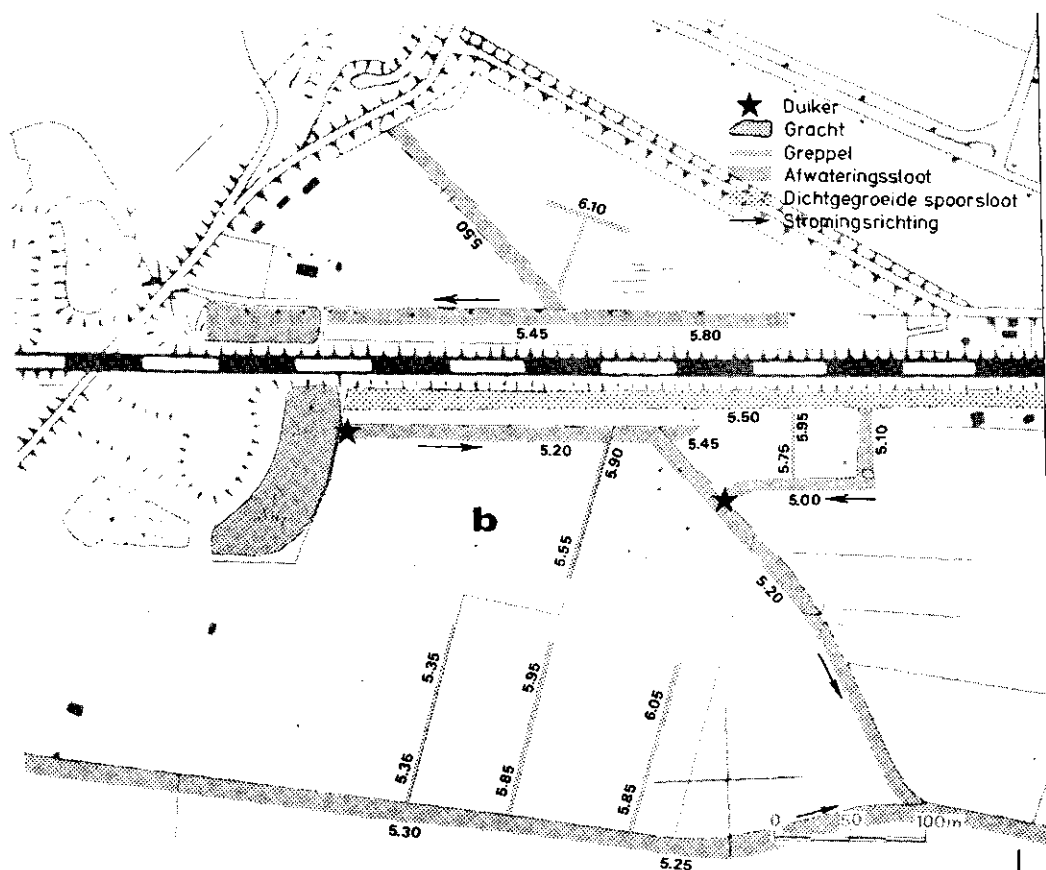 Duiker
Gracht
Greppel
Afwateringssloot
Dichtgegroeide spoorsloot
Stromingsrichting
6.10
5.50
5.45
5.80
5.50
5.95
5.10
5.20
5.45
5.75
5.90
5.00
b
5.55
5.20
5.35
5.95
6.05
5.36
5.85
5.85
0 50 100m
5.30
5.25